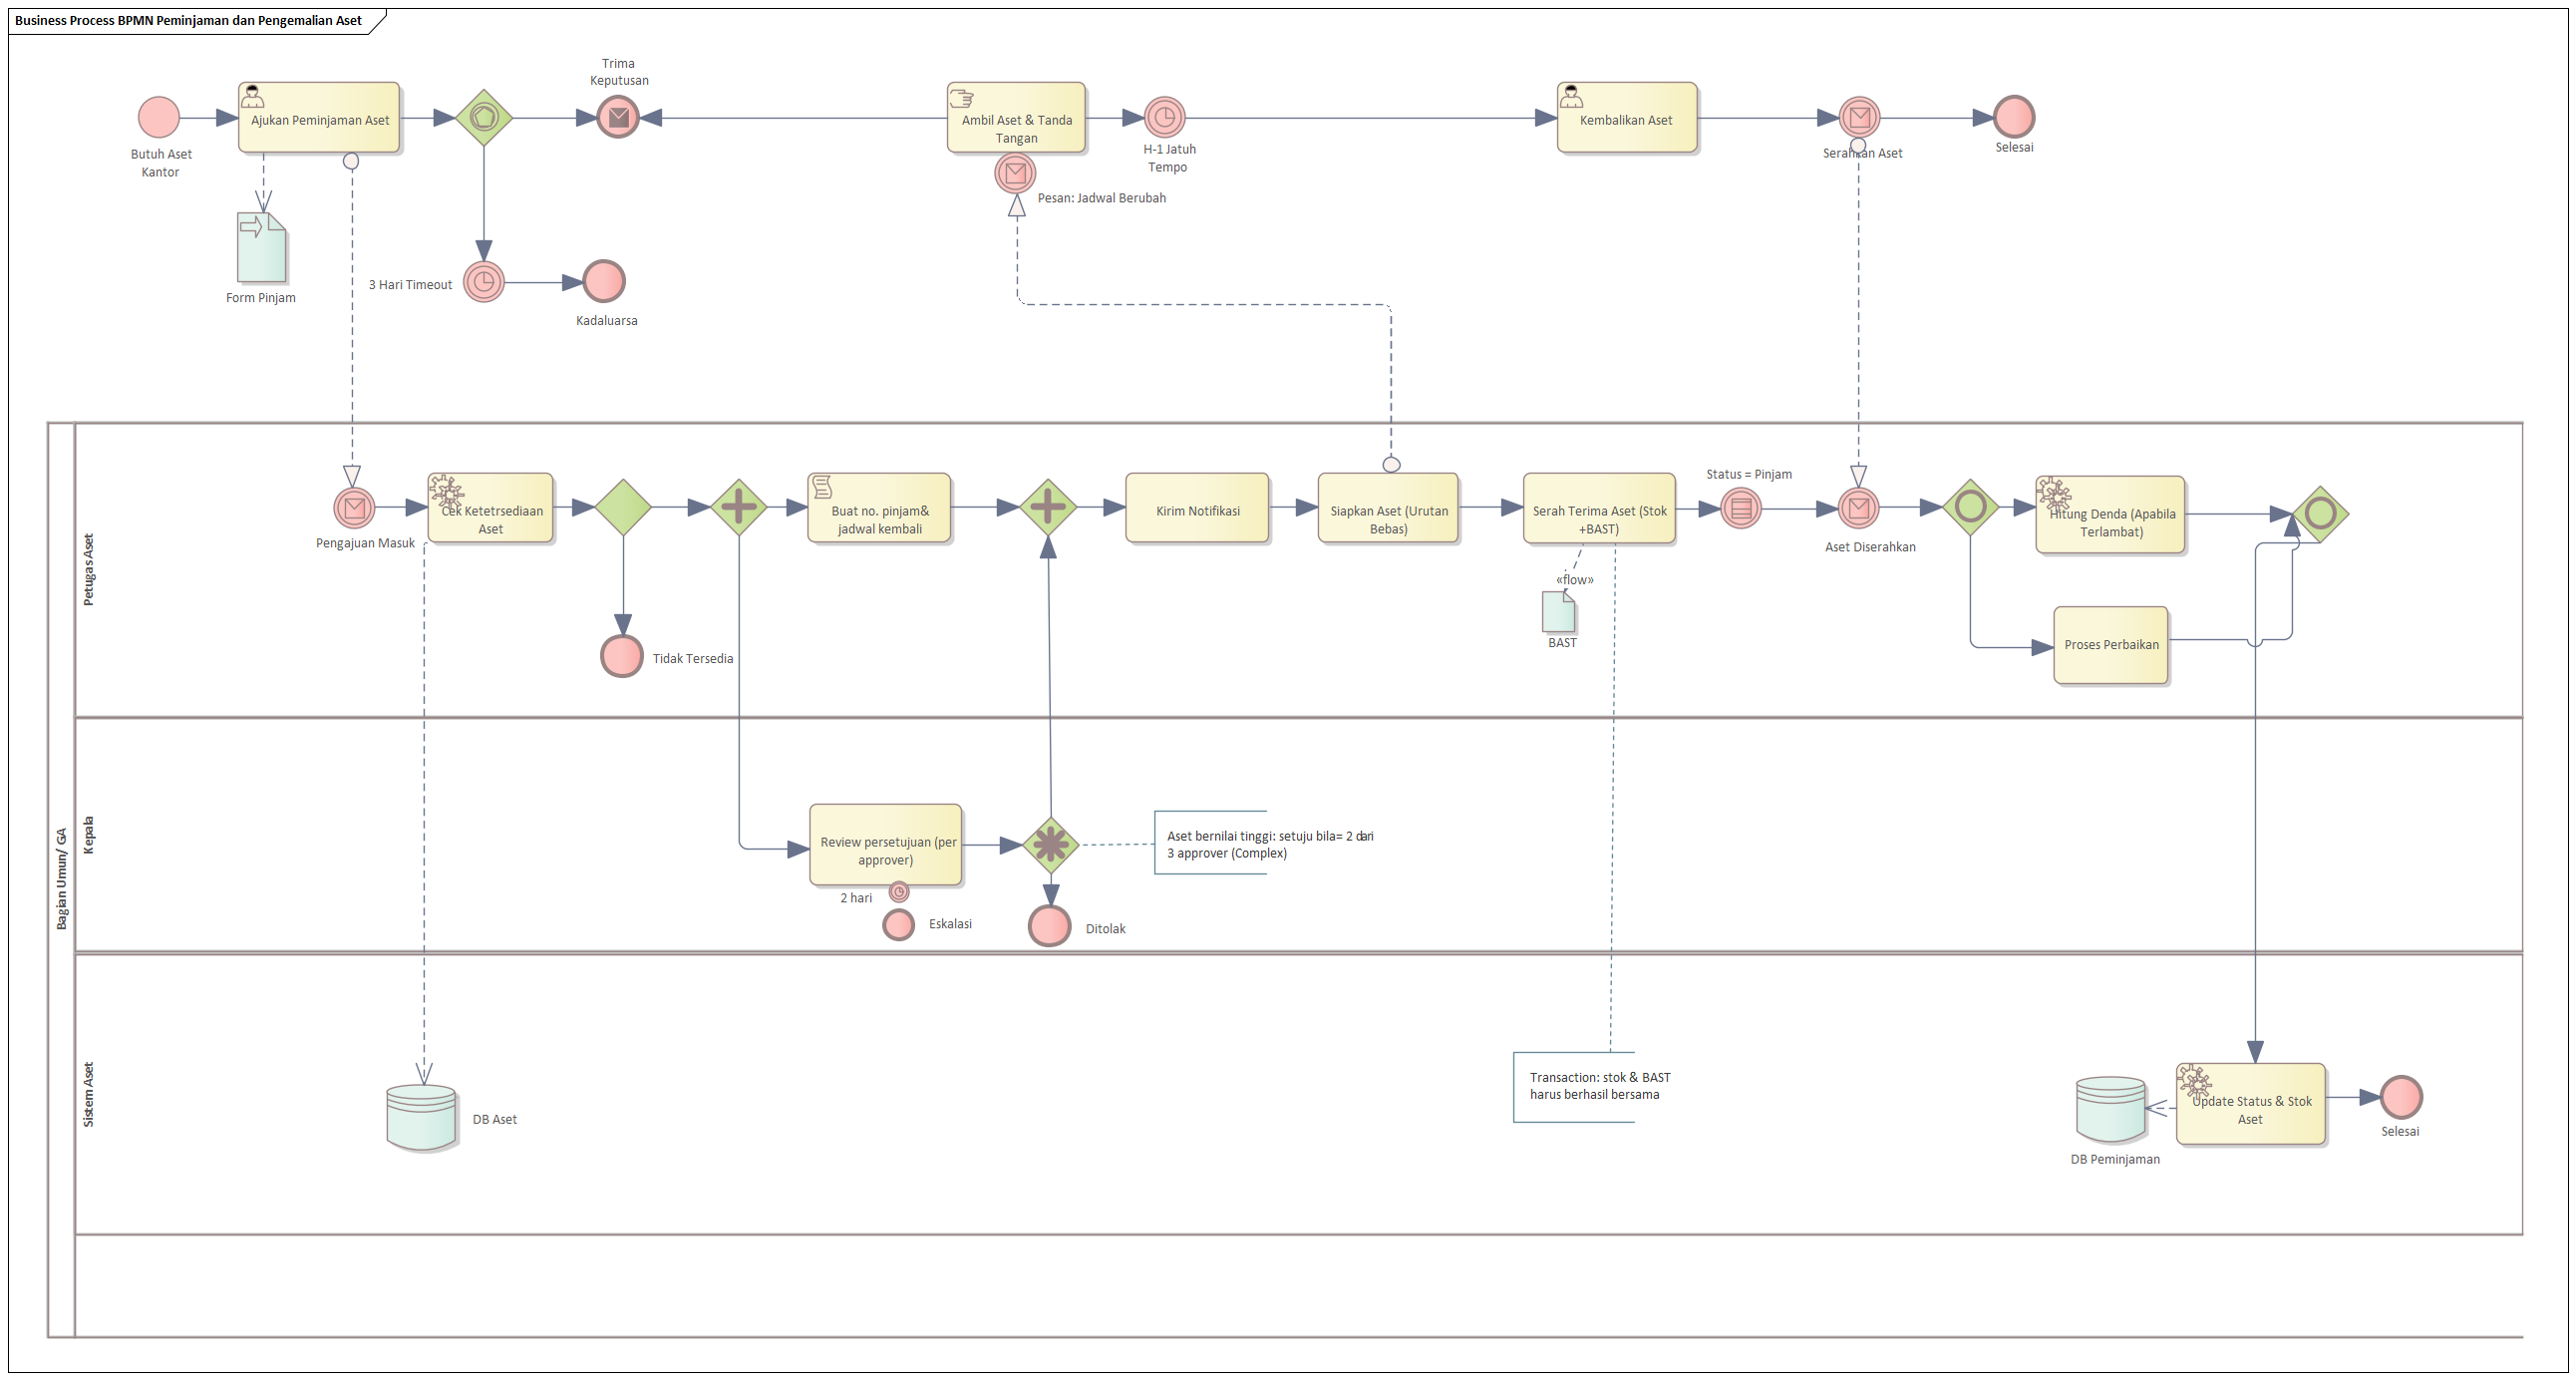 Business Process BPMN Peminjaman dan Pengemalian Aset
Trima
Keputusan
Ajukan Peminjaman Aset
Ambil Aset & Tanda
Tangan
Kembalikan Aset
Butuh Aset
Kantor
H-1 Jatuh
Tempo
Serahkan Aset
Selesai
Pesan: Jadwal Berubah
3 Hari Timeout
Form Pinjam
Kadaluarsa
Bagian Umun/ GA
Petugas Aset
Status = Pinjam
Pengajuan Masuk
Cek Ketetrsediaan
Aset
Buat no. pinjam&
jadwal kembali
Kirim Notifikasi
Siapkan Aset (Urutan
Bebas)
Serah Terima Aset (Stok
+BAST)
Aset Diserahkan
Hitung Denda (Apabila
Terlambat)
«flow»
BAST
Tidak Tersedia
Proses Perbaikan
Kepala
Review persetujuan (per
approver)
Aset bernilai tinggi: setuju bila= 2 dari
3 approver (Complex)
2 hari
Eskalasi
Ditolak
Sistem Aset
DB Aset
Transaction: stok & BAST
harus berhasil bersama
Update Status & Stok
Aset
DB Peminjaman
Selesai